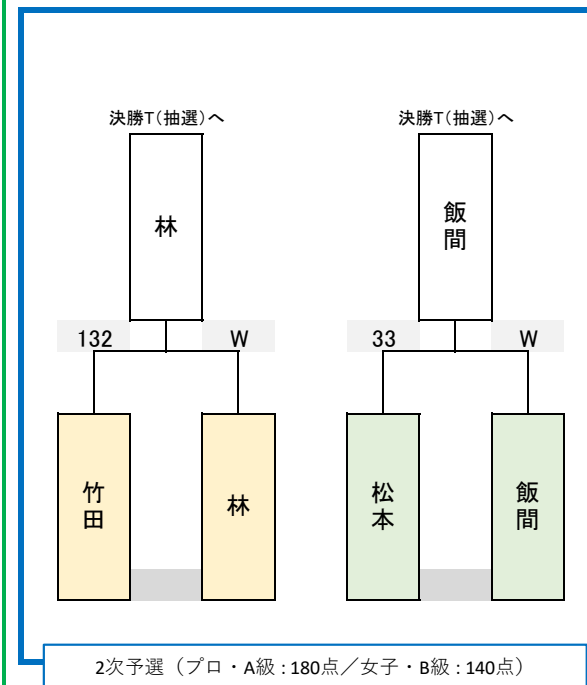 決勝T(抽選)へ
決勝T(抽選)へ
林
飯間
132 W
33 W
竹田
林
松本
飯間
2次予選（プロ・A級：180点／女子・B級：140点）